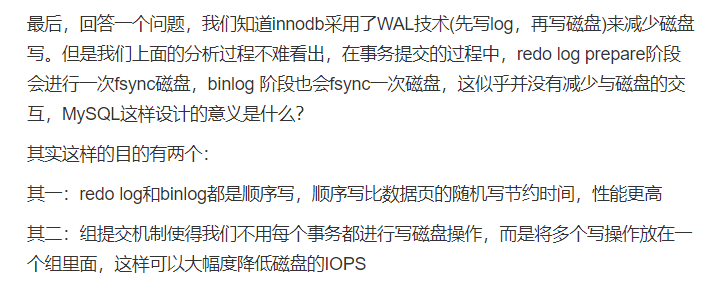 最后，回答一个问题，我们知道innodb采用了WAL技术(先写log，再写磁盘)来减少磁盘
写。但是我们上面的分析过程不难看出，在事务提交的过程中，redo log prepare阶段
会进行一次fsync磁盘，binlog 阶段也会fsync一次磁盘，这似乎并没有减少与磁盘的交
互，MySQL这样设计的意义是什么？
其实这样的目的有两个：
其一：redo log和binlog都是顺序写，顺序写比数据页的随机写节约时间，性能更高
其二：组提交机制使得我们不用每个事务都进行写磁盘操作，而是将多个写操作放在一
个组里面，这样可以大幅度降低磁盘的IOPS